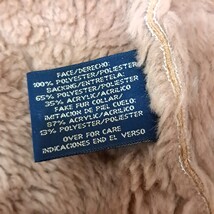 FACE/DERECHO:
100% POLYESTER/POLIESTER
BACKING/ENTRETELA:
65% POLYESTER/POLIESTER
35% ACRYLIC/ACRILICO
FAKE FUR COLLAR/
IMITACION DE PIEL CUELO:
87% ACRYLIC/ACRILICO
13% POLYESTER/POLIESTER
OVER FOR CARE
INDICACIONES EN EL VERSO